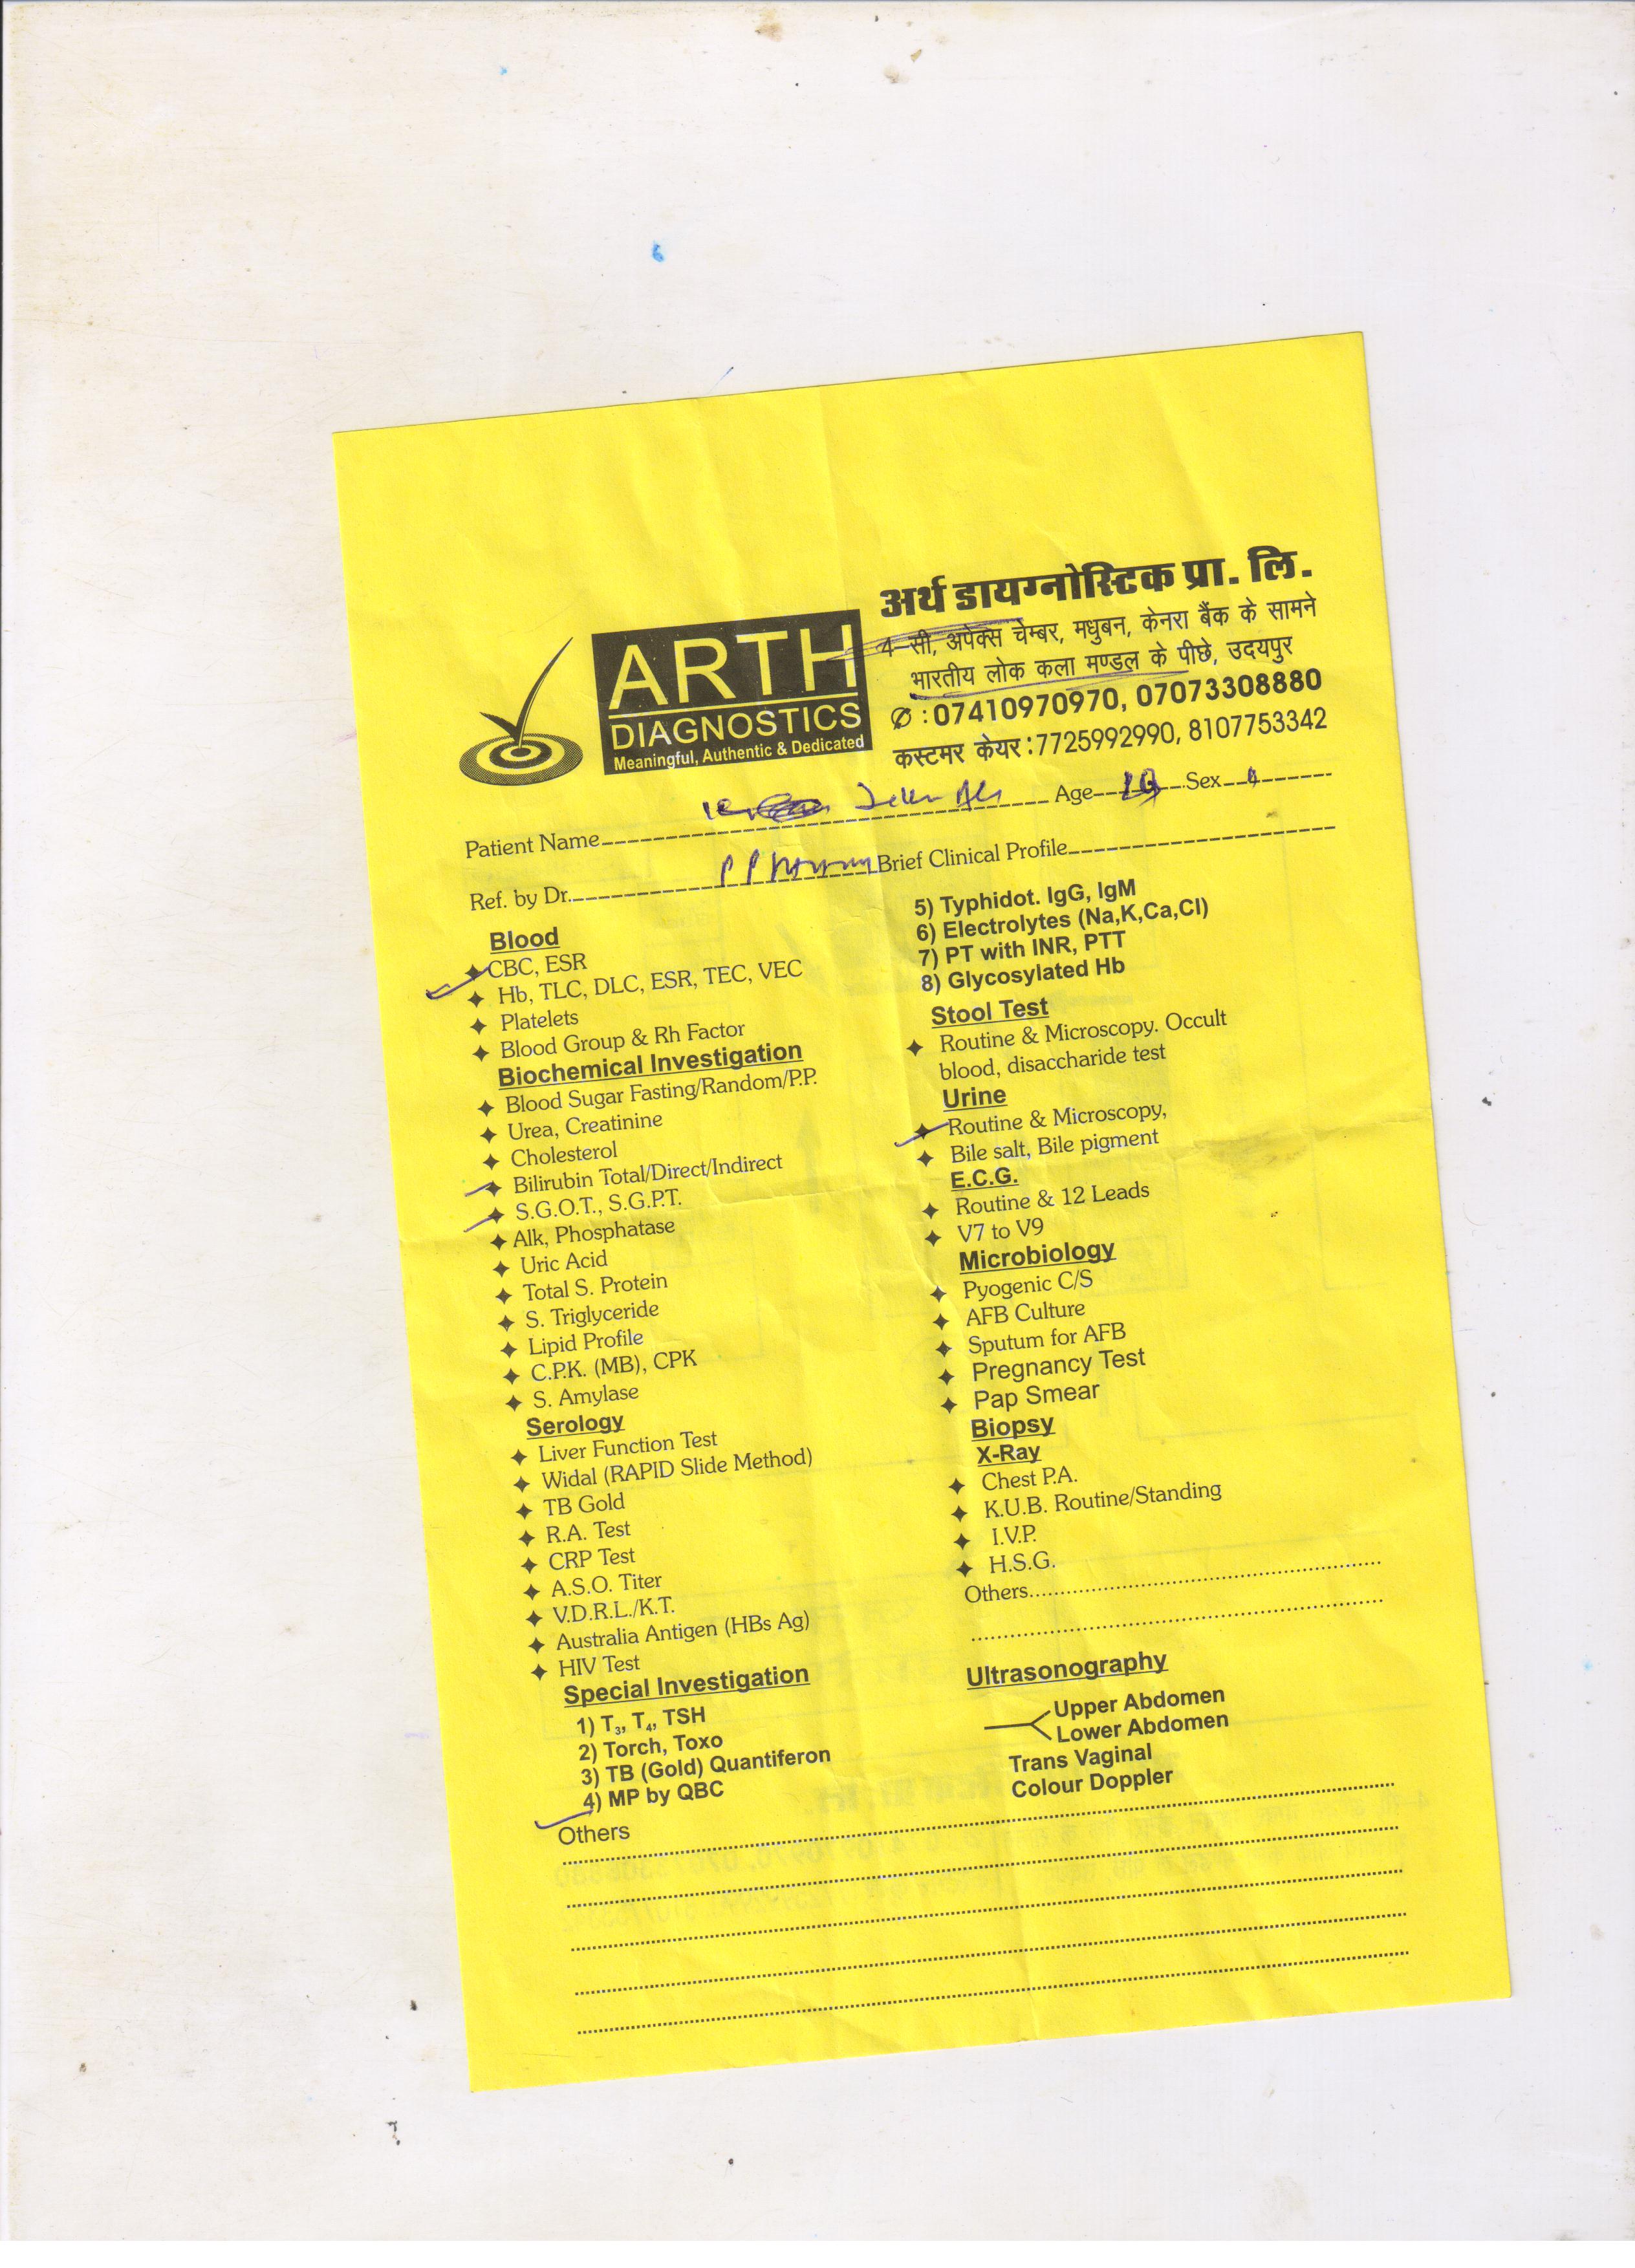 अर्थ डायग्नोस्टिक प्रा. लि.
4-सी, अपेक्स चेम्बर, मधुबन, केनरा बैंक के सामने
भारतीय लोक कला मण्डल के पीछे, उदयपुर
: 07410970970, 07073308880
कस्टमर केयर : 7725992990, 8107753342
ARTH
DIAGNOSTICS
Meaningful, Authentic & Dedicated
Patient Name Age Sex
Ref. by Dr. Brief Clinical Profile
Blood
CBC, ESR
Hb, TLC, DLC, ESR, TEC, VEC
Platelets
Blood Group & Rh Factor
Biochemical Investigation
Blood Sugar Fasting/Random/P.P.
Urea, Creatinine
Cholesterol
Bilirubin Total/Direct/Indirect
S.G.O.T., S.G.P.T.
Alk, Phosphatase
Uric Acid
Total S. Protein
S. Triglyceride
Lipid Profile
C.P.K. (MB), CPK
S. Amylase
Serology
Liver Function Test
Widal (RAPID Slide Method)
TB Gold
R.A. Test
CRP Test
A.S.O. Titer
V.D.R.L./K.T.
Australia Antigen (HBs Ag)
HIV Test
Special Investigation
1) T3, T4, TSH
2) Torch, Toxo
3) TB (Gold) Quantiferon
4) MP by QBC
Others
5) Typhidot. IgG, IgM
6) Electrolytes (Na,K,Ca,Cl)
7) PT with INR, PTT
8) Glycosylated Hb
Stool Test
Routine & Microscopy. Occult
blood, disaccharide test
Urine
Routine & Microscopy,
Bile salt, Bile pigment
E.C.G.
Routine & 12 Leads
V7 to V9
Microbiology
Pyogenic C/S
AFB Culture
Sputum for AFB
Pregnancy Test
Pap Smear
Biopsy
X-Ray
Chest P.A.
K.U.B. Routine/Standing
I.V.P.
H.S.G.
Others
Ultrasonography
Upper Abdomen
Lower Abdomen
Trans Vaginal
Colour Doppler